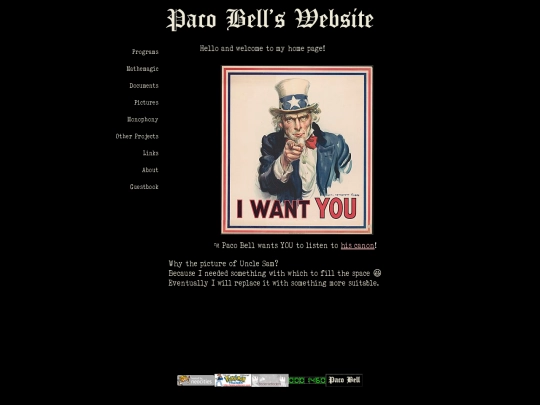 Paco Bell's Website
Hello and welcome to my home page!
Programs
Mathemagic
Documents
Pictures
Monophony
Other Projects
Links
About
Guestbook
I WANT YOU
Paco Bell wants YOU to listen to his canon!
Why the picture of Uncle Sam?
Because I needed something with which to fill the space 😃
Eventually I will replace it with something more suitable.
Paco Bell